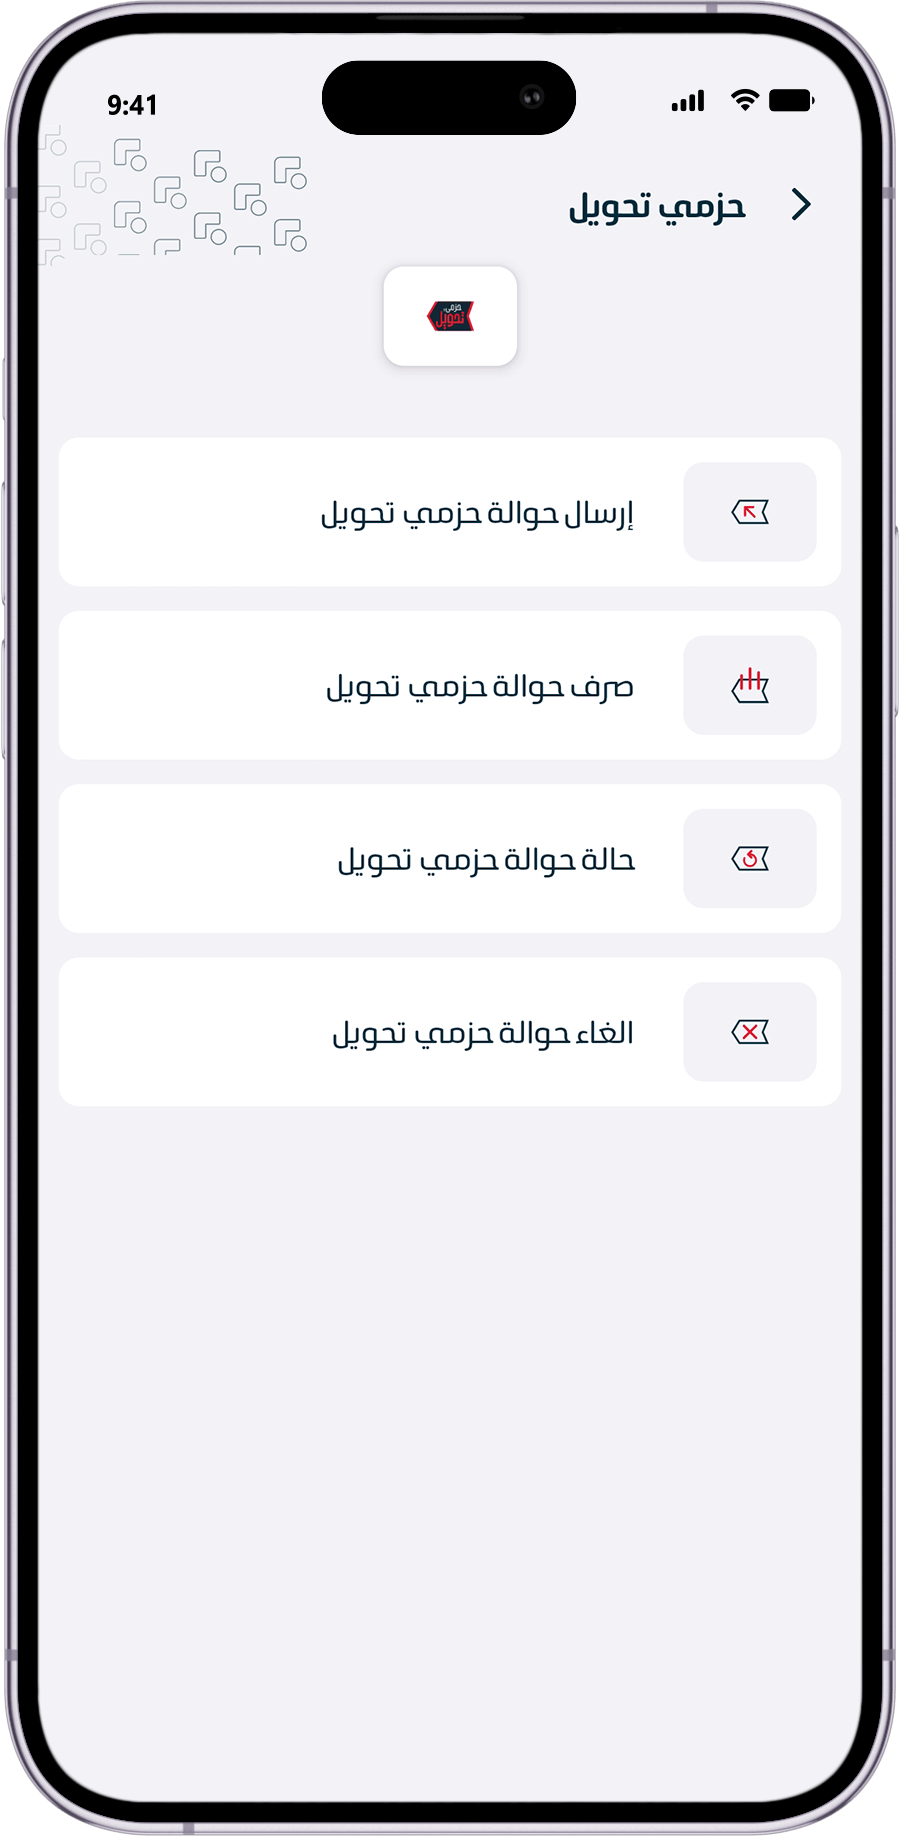 9:41
حزمي تحويل
حزمي
تحويل
إرسال حوالة حزمي تحويل
صرف حوالة حزمي تحويل
حالة حوالة حزمي تحويل
الغاء حوالة حزمي تحويل